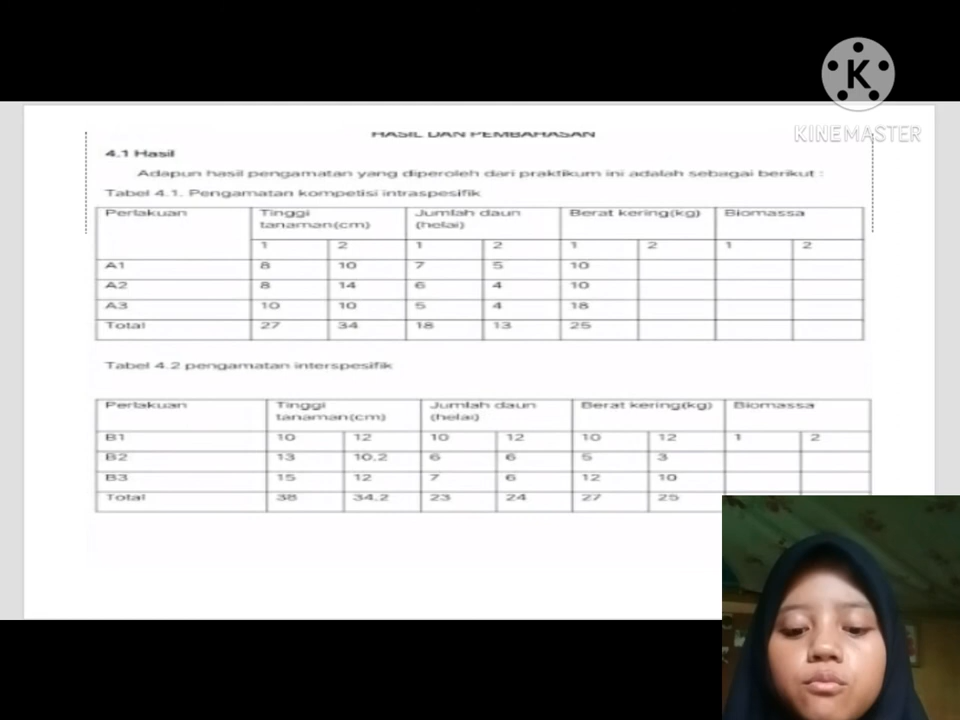 KINEMASTER
HASIL DAN PEMBAHASAN
4.1 Hasil
Adapun hasil pengamatan yang diperoleh dari praktikum ini adalah sebagai berikut :
Tabel 4.1. Pengamatan kompetisi intraspesifik
Perlakuan Tinggi tanaman(cm) Jumlah daun (helai) Berat kering(kg) Biomassa
1 2 1 2 1 2 1 2
A1 8 10 7 5 10
A2 8 14 6 4 10
A3 10 10 5 4 18
Total 27 34 18 13 25
Tabel 4.2 pengamatan interspesifik
Perlakuan Tinggi tanaman(cm) Jumlah daun (helai) Berat kering(kg) Biomassa
B1 10 12 10 12 10 12 1 2
B2 13 10,2 6 6 5 3
B3 15 12 7 6 12 10
Total 38 34,2 23 24 27 25